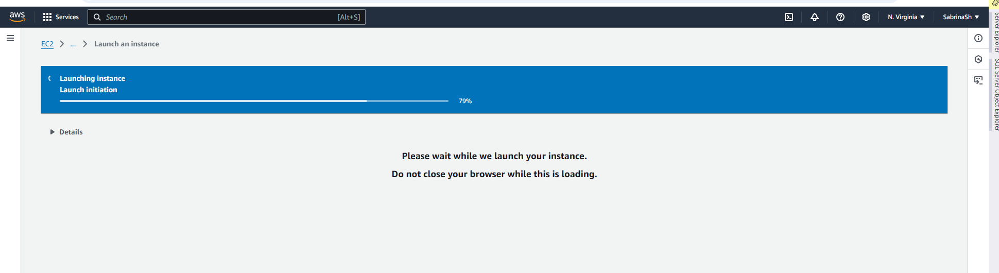 aws
Services
Search
[Alt+S]
N. Virginia
SabrinaSh
EC2
...
Launch an instance
Launching instance
Launch initiation
79%
Details
Please wait while we launch your instance.
Do not close your browser while this is loading.
Server Explorer
SQL Server Object Explorer